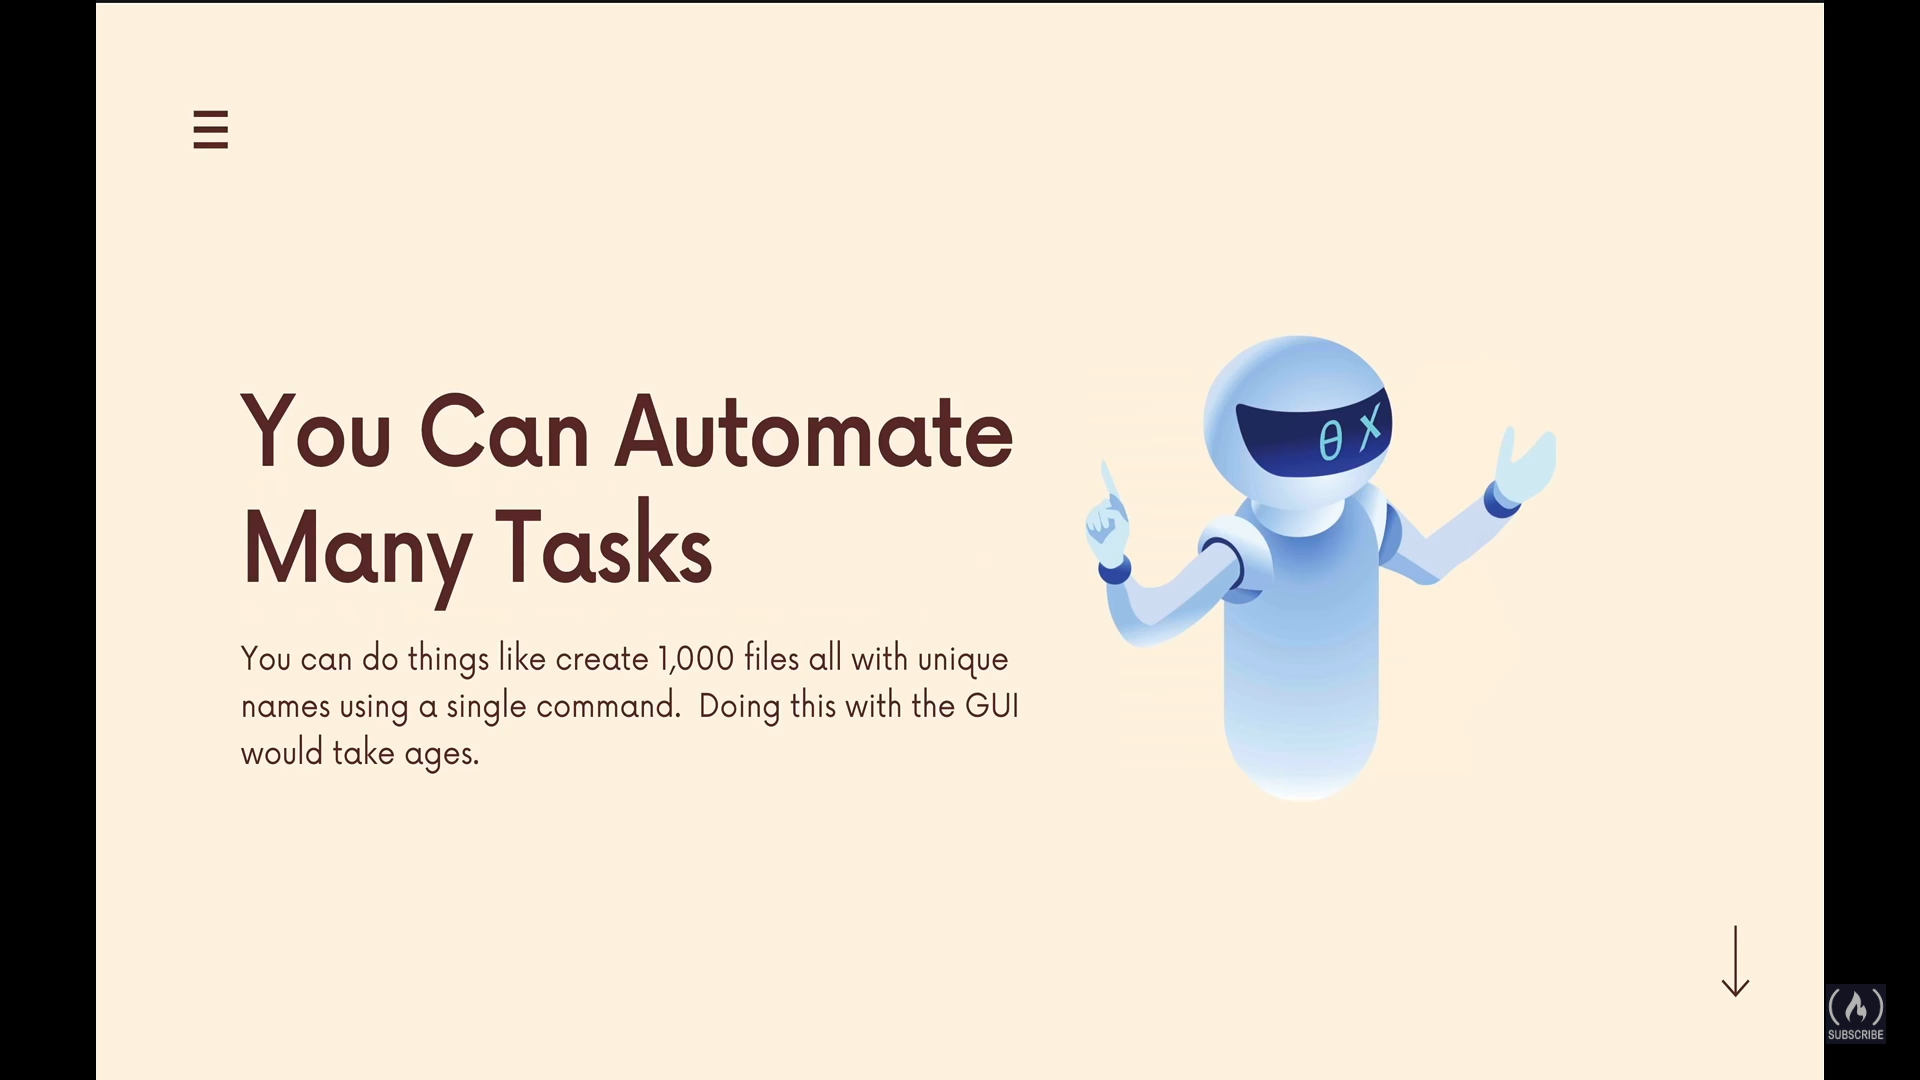 You Can Automate
Many Tasks
You can do things like create 1,000 files all with unique
names using a single command.  Doing this with the GUI
would take ages.
θ X
SUBSCRIBE